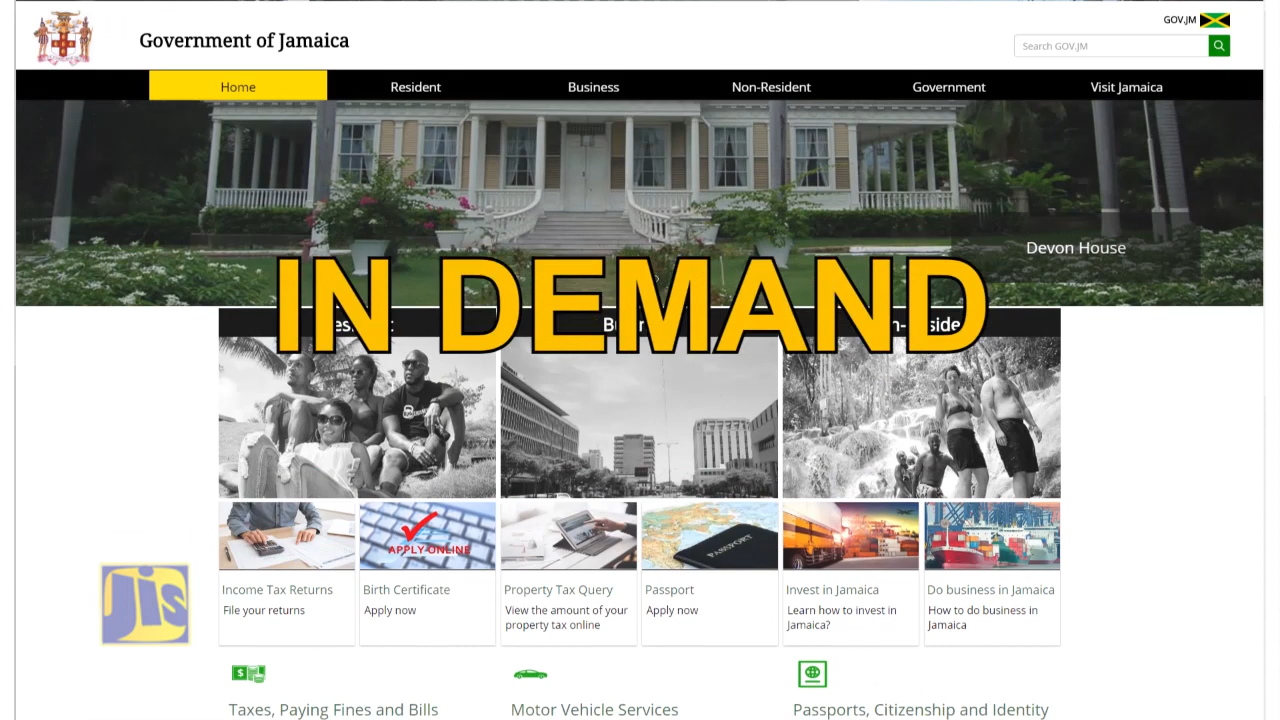 GOV.JM
Government of Jamaica
Search GOV.JM
Home
Resident
Business
Non-Resident
Government
Visit Jamaica
Devon House
IN DEMAND
APPLY ONLINE
PASSPORT
Income Tax Returns
File your returns
Birth Certificate
Apply now
Property Tax Query
View the amount of your
property tax online
Passport
Apply now
Invest in Jamaica
Learn how to invest in
Jamaica?
Do business in Jamaica
How to do business in
Jamaica
jis
Taxes, Paying Fines and Bills
Motor Vehicle Services
Passports, Citizenship and Identity